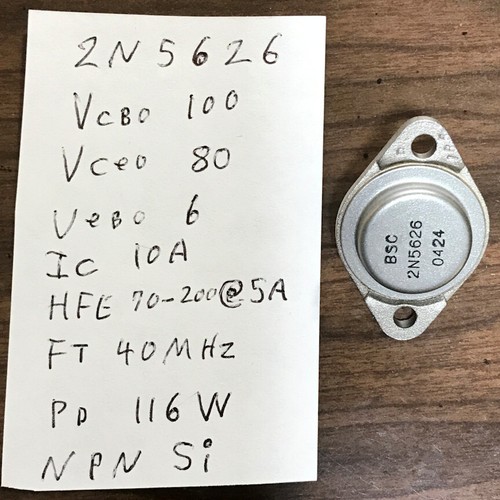 2N5626
VCBO 100
Vceo 80
VeBO 6
IC 10A
HFE 70-200@5A
FT 40MHz
PD 116W
NPN Si
BSC
2N5626
0424